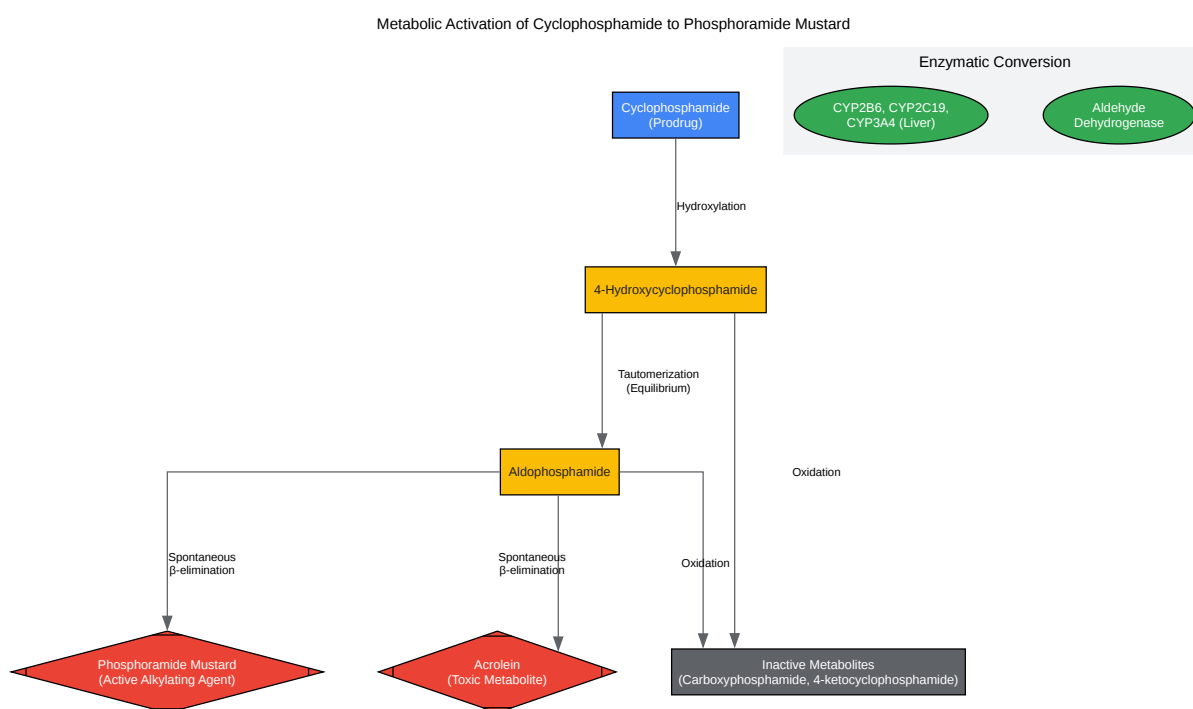 Metabolic Activation of Cyclophosphamide to Phosphoramide Mustard
Enzymatic Conversion
Cyclophosphamide
(Prodrug)
CYP2B6, CYP2C19,
CYP3A4 (Liver)
Aldehyde
Dehydrogenase
Hydroxylation
4-Hydroxycyclophosphamide
Tautomerization
(Equilibrium)
Aldophosphamide
Oxidation
Spontaneous
β-elimination
Spontaneous
β-elimination
Oxidation
Phosphoramide Mustard
(Active Alkylating Agent)
Acrolein
(Toxic Metabolite)
Inactive Metabolites
(Carboxyphosphamide, 4-ketocyclophosphamide)